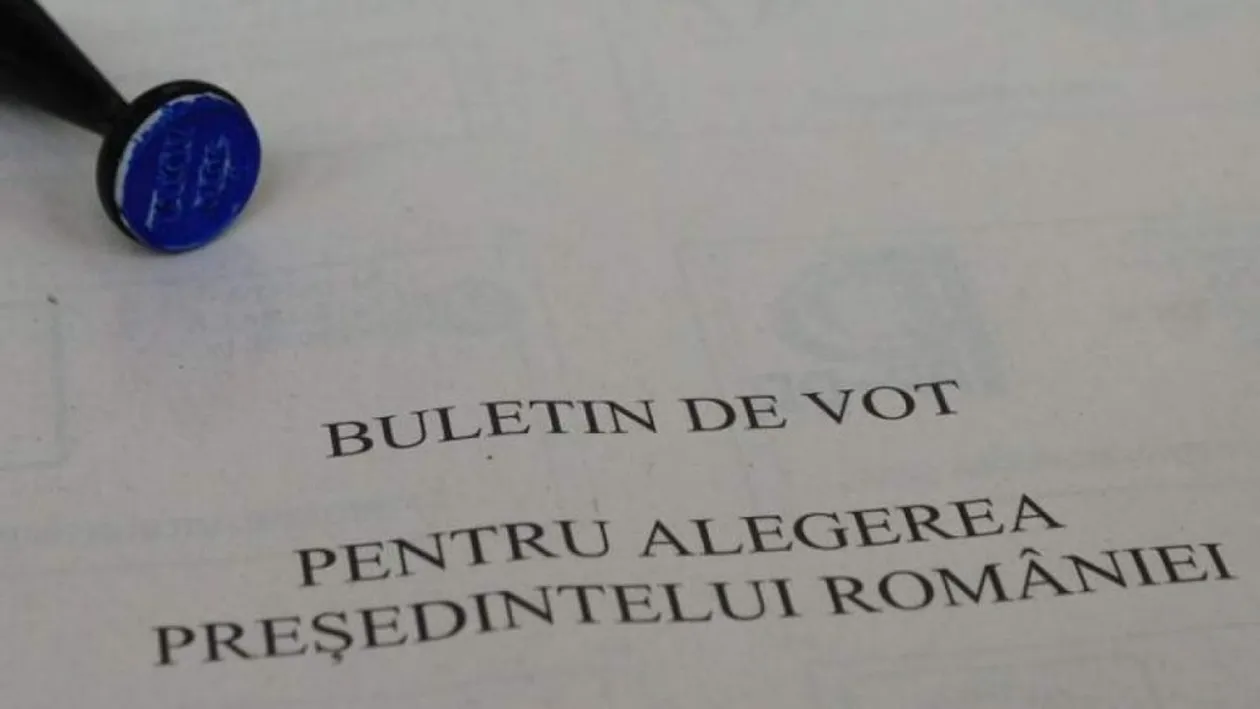 BULETIN DE VOT
PENTRU ALEGEREA
PREŞEDINTELUI ROMÂNIEI